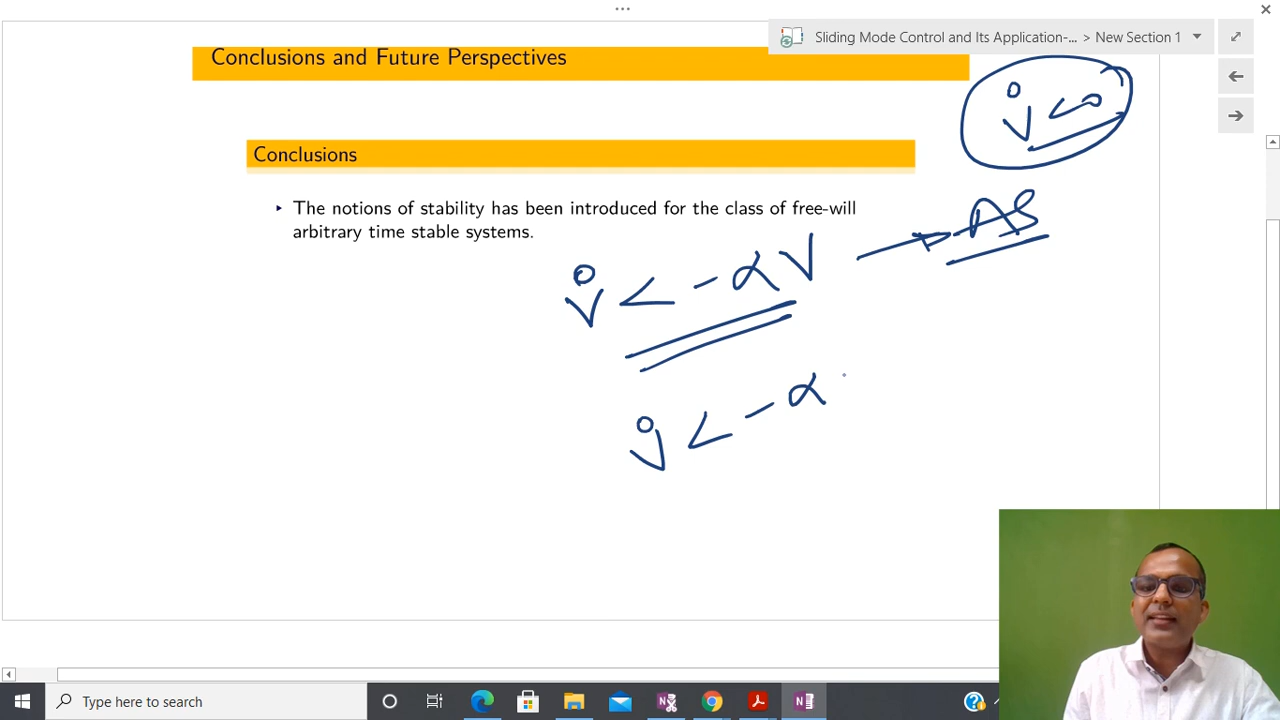 Sliding Mode Control and Its Application-... > New Section 1
Conclusions and Future Perspectives
V̇ < 0
Conclusions
The notions of stability has been introduced for the class of free-will
arbitrary time stable systems.
V̇ < - α V → AS
V̇ < - α
Type here to search